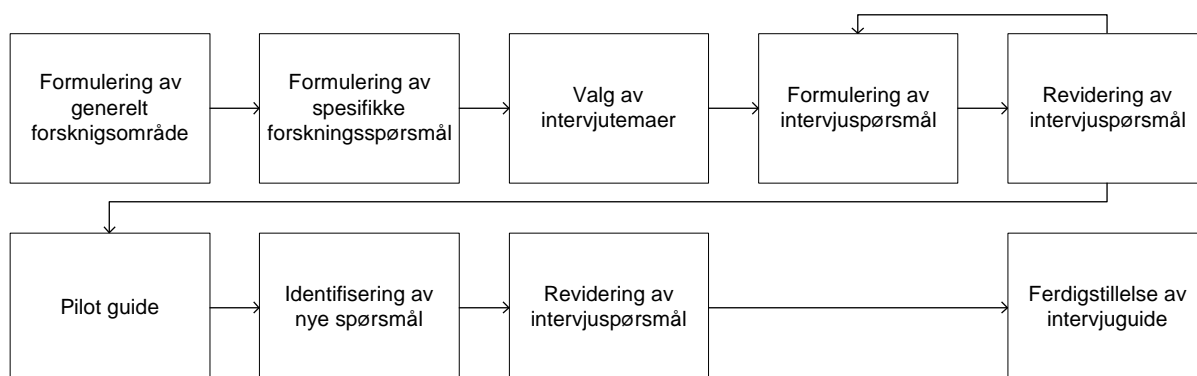 Formulering av
generelt
forsknigsområde
Formulering av
spesifikke
forskningsspørsmål
Valg av
intervjutemaer
Formulering av
intervjuspørsmål
Revidering av
intervjuspørsmål
Pilot guide
Identifisering av
nye spørsmål
Revidering av
intervjuspørsmål
Ferdigstillelse av
intervjuguide